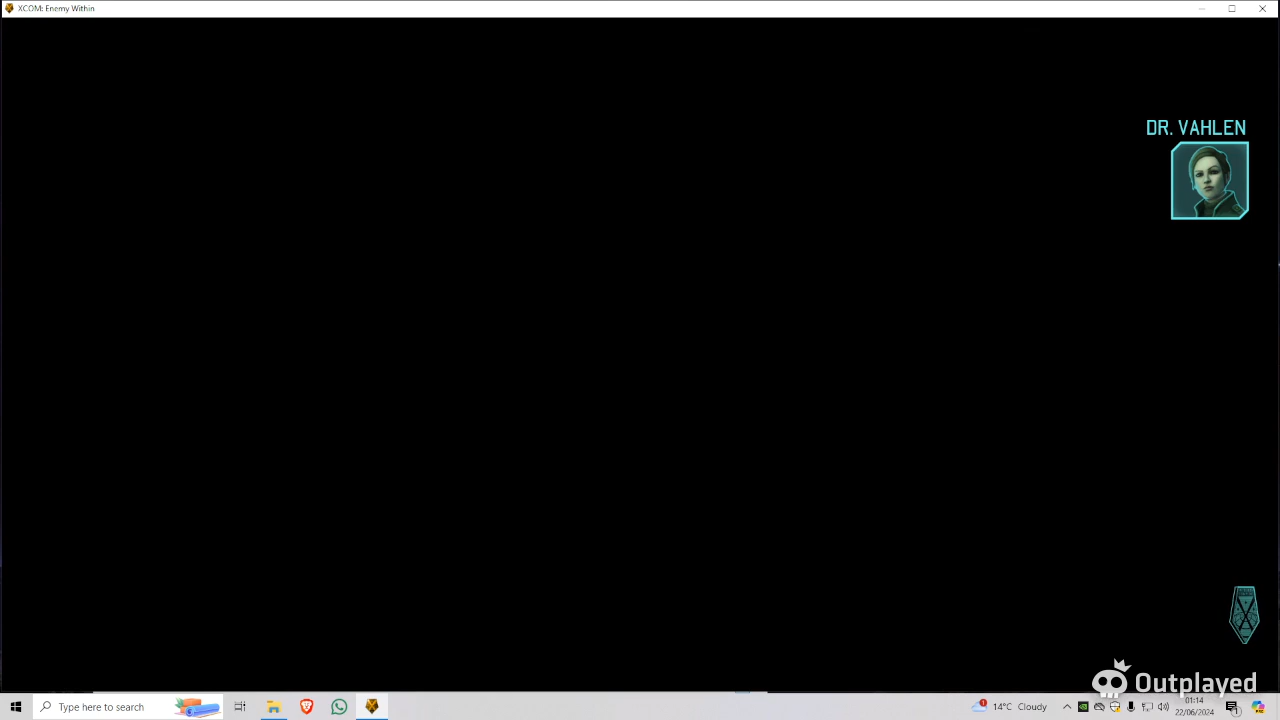 XCOM: Enemy Within
DR. VAHLEN
Outplayed
Type here to search
14°C Cloudy
01:14
22/06/2024